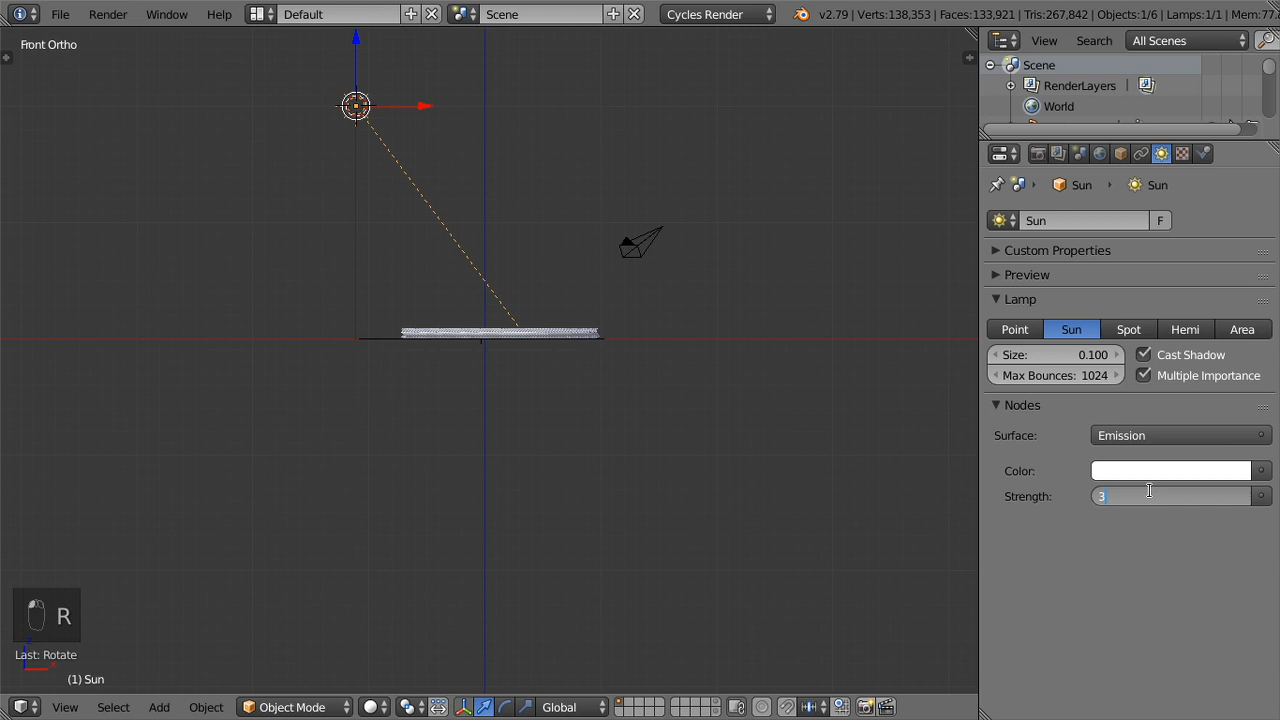 File Render Window Help Default Scene Cycles Render v2.79 | Verts:138,353 | Faces:133,921 | Tris:267,842 | Objects:1/6 | Lamps:1/1 | Mem:77.
Front Ortho
View Search All Scenes
Scene
RenderLayers
World
Sun Sun
Sun F
Custom Properties
Preview
Lamp
Point Sun Spot Hemi Area
Size: 0.100 Cast Shadow
Max Bounces: 1024 Multiple Importance
Nodes
Surface: Emission
Color:
Strength: 3
R
Last: Rotate
(1) Sun
View Select Add Object Object Mode Global